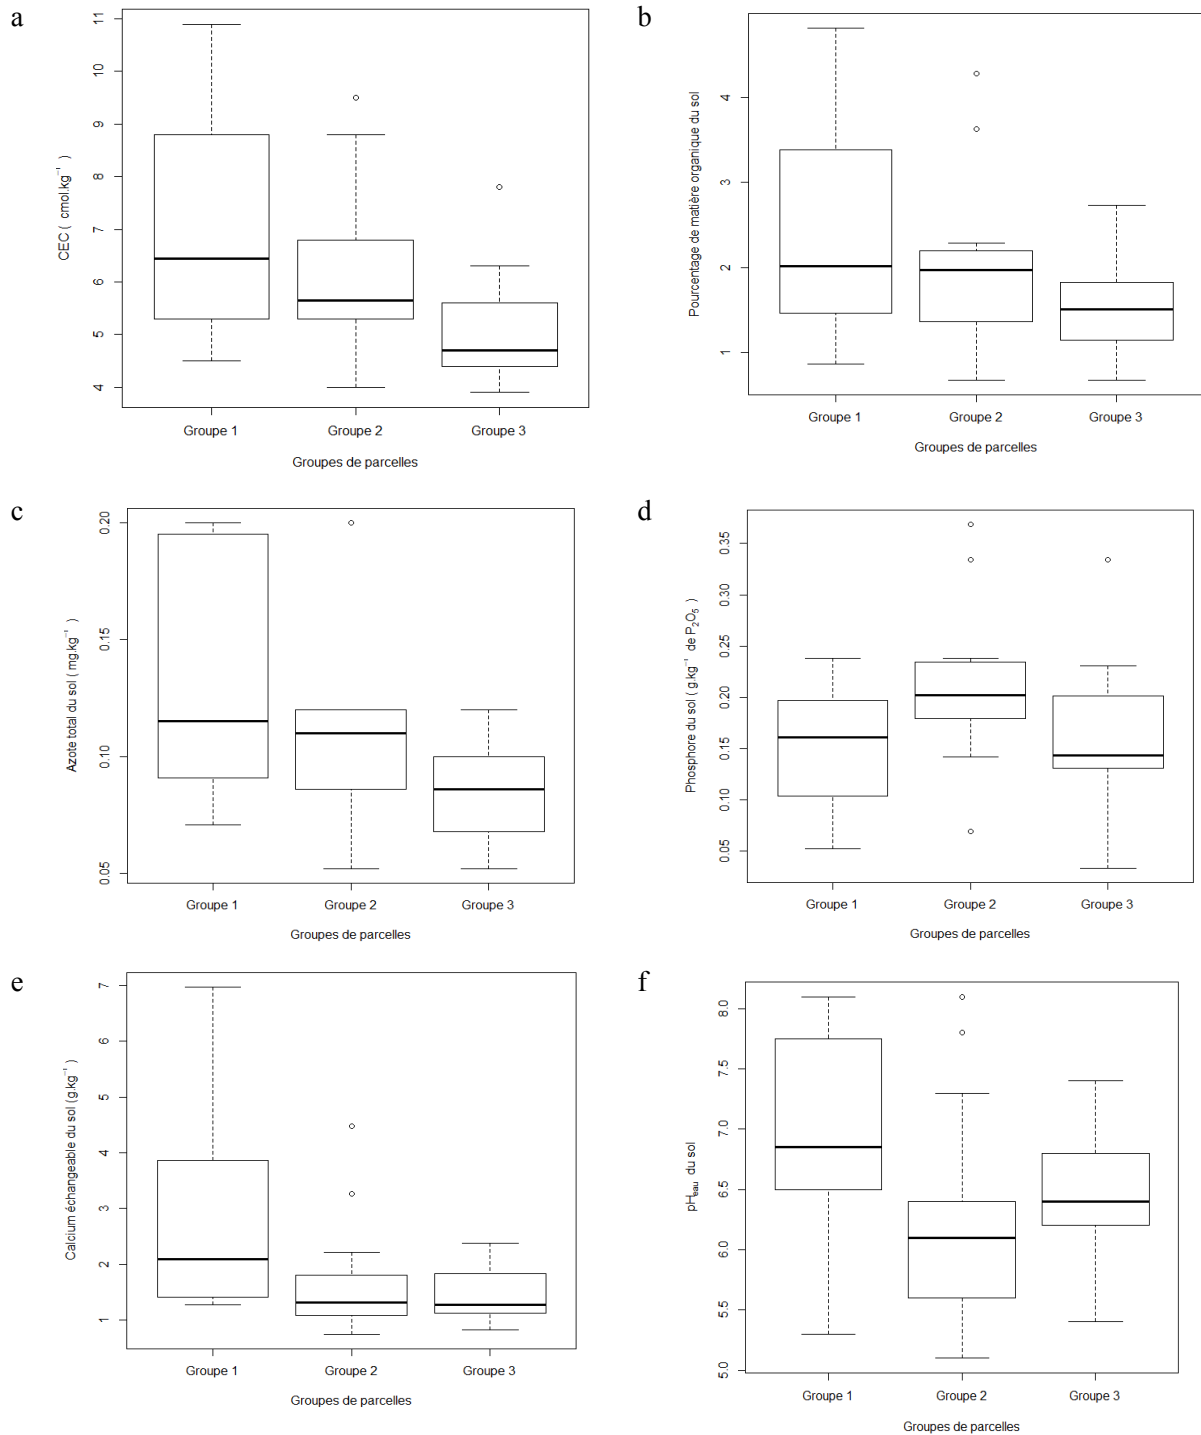 a
CEC ( cmol.kg⁻¹ )
11
10
9
8
7
6
5
4
Groupe 1 Groupe 2 Groupe 3
Groupes de parcelles
b
Pourcentage de matière organique du sol
4
3
2
1
Groupe 1 Groupe 2 Groupe 3
Groupes de parcelles
c
Azote total du sol ( mg.kg⁻¹ )
0.20
0.15
0.10
0.05
Groupe 1 Groupe 2 Groupe 3
Groupes de parcelles
d
Phosphore du sol ( g.kg⁻¹ de P₂O₅ )
0.35
0.30
0.25
0.20
0.15
0.10
0.05
Groupe 1 Groupe 2 Groupe 3
Groupes de parcelles
e
Calcium échangeable du sol ( g.kg⁻¹ )
7
6
5
4
3
2
1
Groupe 1 Groupe 2 Groupe 3
Groupes de parcelles
f
pHeau du sol
8.0
7.5
7.0
6.5
6.0
5.5
5.0
Groupe 1 Groupe 2 Groupe 3
Groupes de parcelles